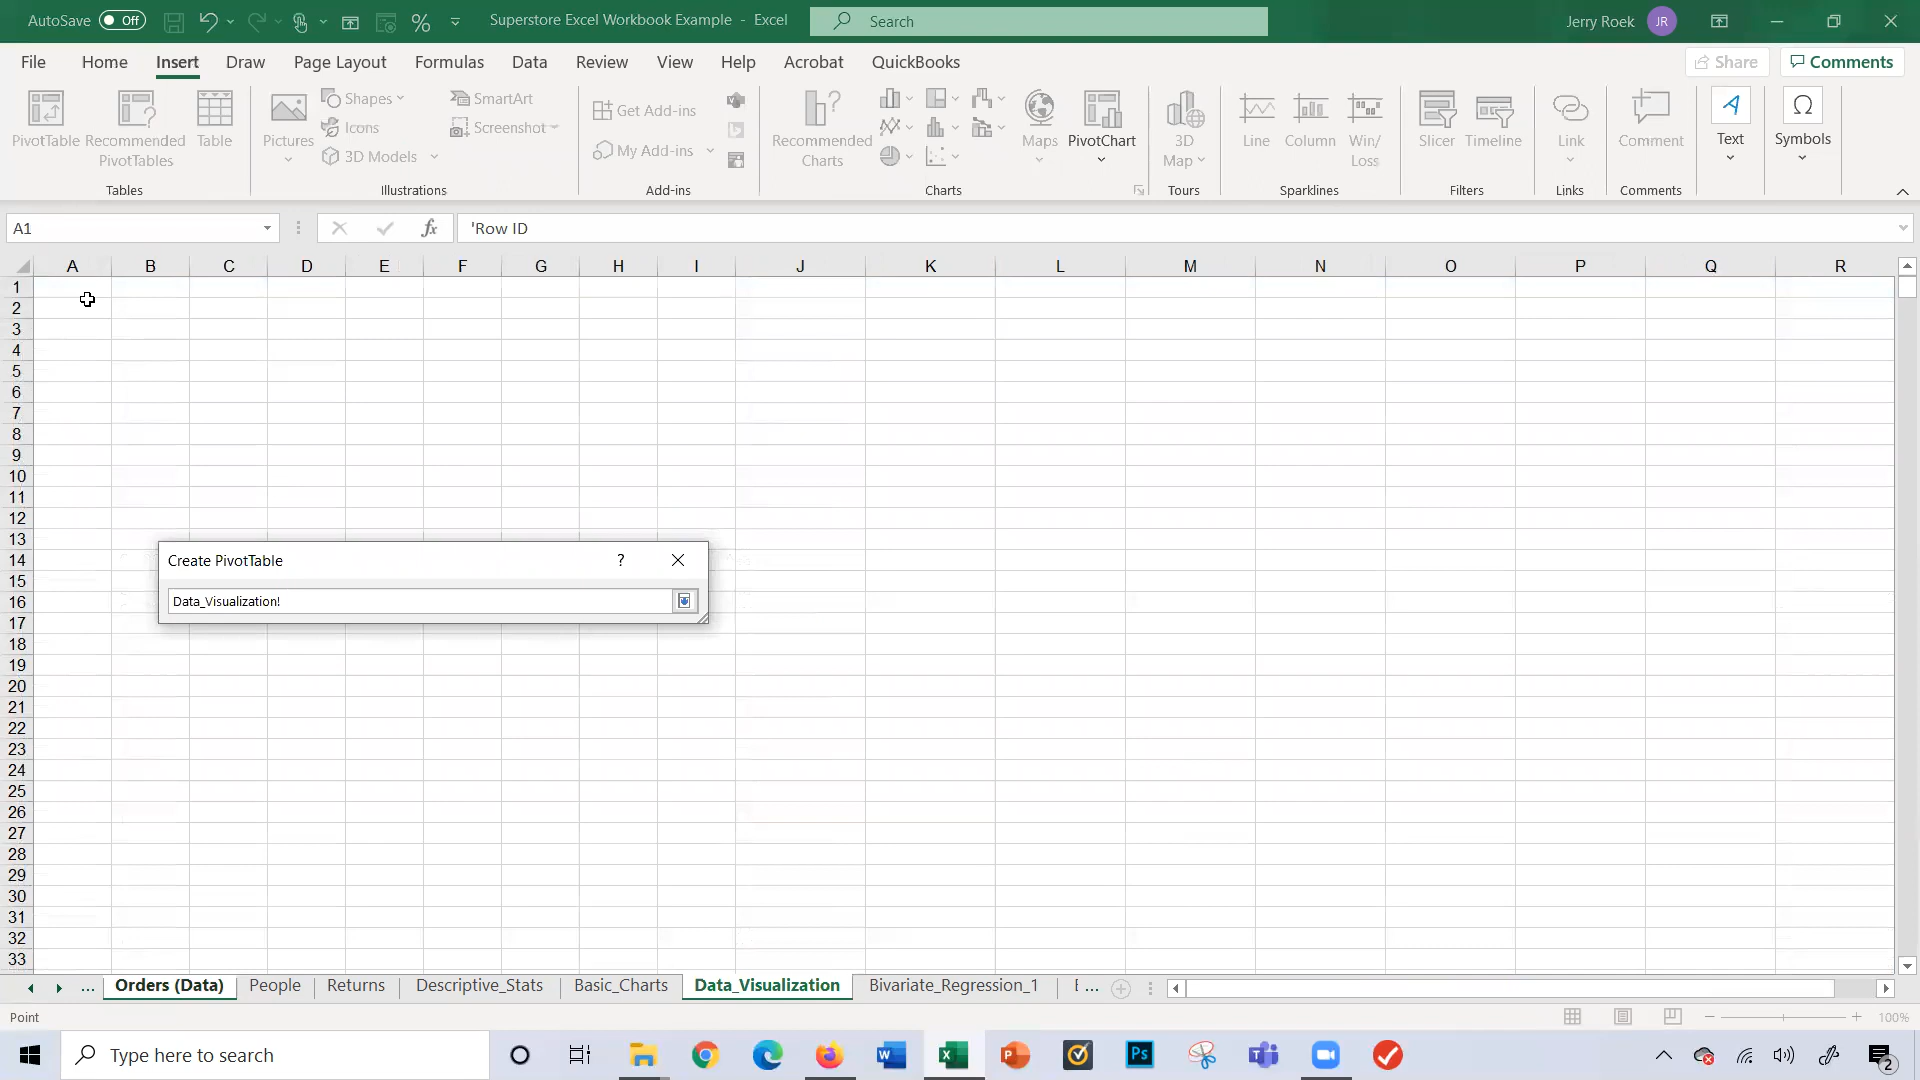 AutoSave Off
Superstore Excel Workbook Example - Excel
Search
Jerry Roek JR
File Home Insert Draw Page Layout Formulas Data Review View Help Acrobat QuickBooks
Share Comments
PivotTable
Recommended PivotTables
Table
Tables
Pictures
Shapes
Icons
3D Models
SmartArt
Screenshot
Illustrations
Get Add-ins
My Add-ins
Add-ins
Recommended Charts
Maps
PivotChart
Charts
3D Map
Tours
Line
Column
Win/Loss
Sparklines
Slicer
Timeline
Filters
Link
Links
Comment
Comments
Text
Symbols
A1
fx
'Row ID
A B C D E F G H I J K L M N O P Q R
1
2
3
4
5
6
7
8
9
10
11
12
13
14
15
16
17
18
19
20
21
22
23
24
25
26
27
28
29
30
31
32
33
Create PivotTable ?
Data_Visualization!
... Orders (Data) People Returns Descriptive_Stats Basic_Charts Data_Visualization Bivariate_Regression_1 ...
Point
100%
Type here to search
2